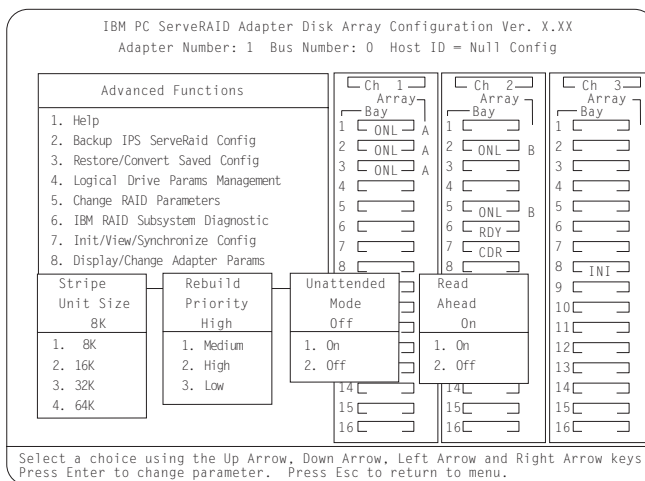 IBM PC ServeRAID Adapter Disk Array Configuration Ver. X.XX
Adapter Number: 1 Bus Number: 0 Host ID = Null Config
Advanced Functions
1. Help
2. Backup IPS ServeRaid Config
3. Restore/Convert Saved Config
4. Logical Drive Params Management
5. Change RAID Parameters
6. IBM RAID Subsystem Diagnostic
7. Init/View/Synchronize Config
8. Display/Change Adapter Params
Ch 1
Array
Bay
1 ONL A
2 ONL A
3 ONL A
4
5
6
7
8
14
15
16
Ch 2
Array
Bay
1
2 ONL B
3
4
5 ONL B
6 RDY
7 CDR
8
14
15
16
Ch 3
Array
Bay
1
2
3
4
5
6
7
8 INI
9
10
11
12
13
14
15
16
Stripe
Unit Size
8K
1. 8K
2. 16K
3. 32K
4. 64K
Rebuild
Priority
High
1. Medium
2. High
3. Low
Unattended
Mode
Off
1. On
2. Off
Read
Ahead
On
1. On
2. Off
Select a choice using the Up Arrow, Down Arrow, Left Arrow and Right Arrow keys
Press Enter to change parameter. Press Esc to return to menu.